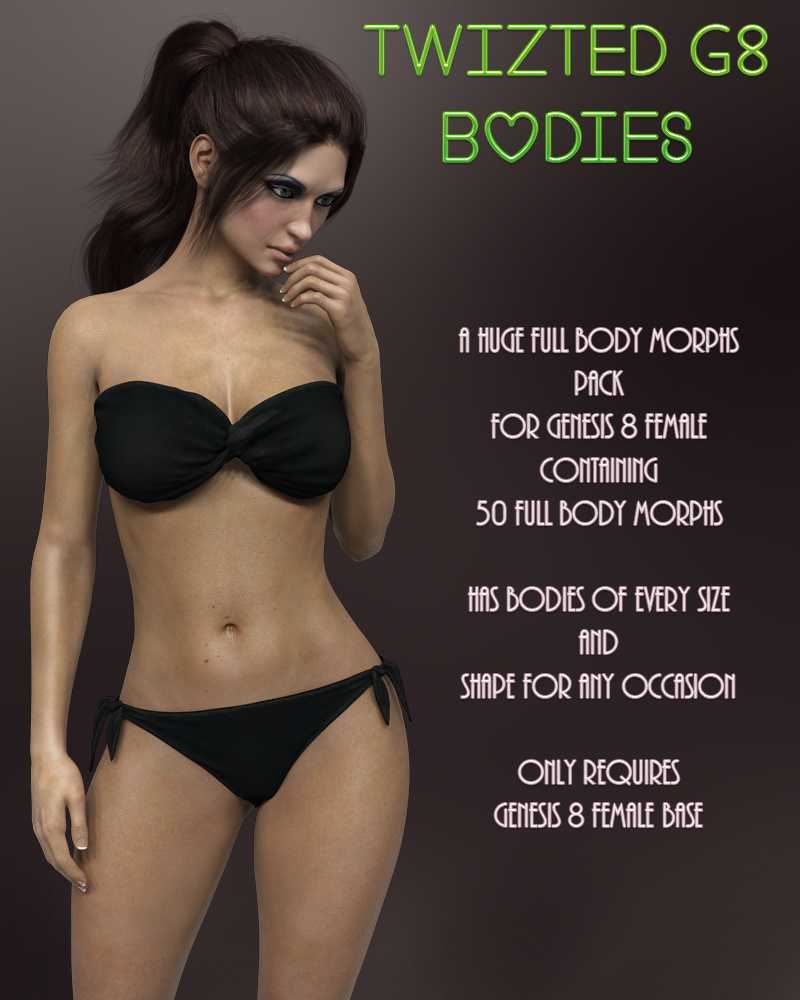 TWIZTED G8
BODIES
A HUGE FULL BODY MORPHS
PACK
FOR GENESIS 8 FEMALE
CONTAINING
50 FULL BODY MORPHS
HAS BODIES OF EVERY SIZE
AND
SHAPE FOR ANY OCCASION
ONLY REQUIRES
GENESIS 8 FEMALE BASE